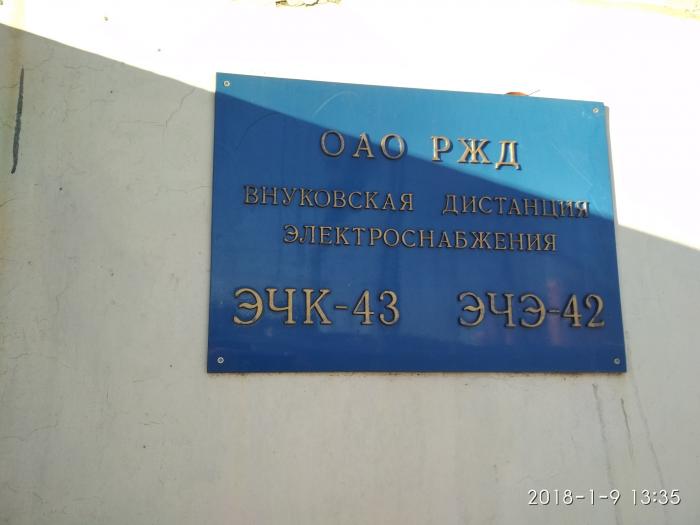 ОАО РЖД
ВНУКОВСКАЯ ДИСТАНЦИЯ
ЭЛЕКТРОСНАБЖЕНИЯ
ЭЧК-43 ЭЧЭ-42
2018-1-9 13:35